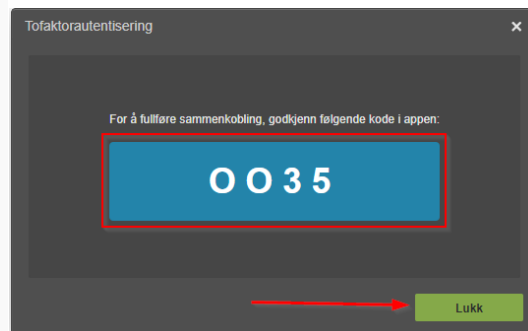 Tofaktorautentisering
For å fullføre sammenkobling, godkjenn følgende kode i appen:
O O 3 5
Lukk